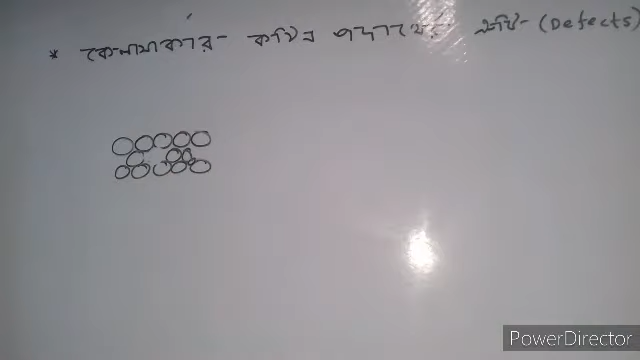 * কেলাসাকার কঠিন পদার্থের ত্রুটি- (Defects)
PowerDirector